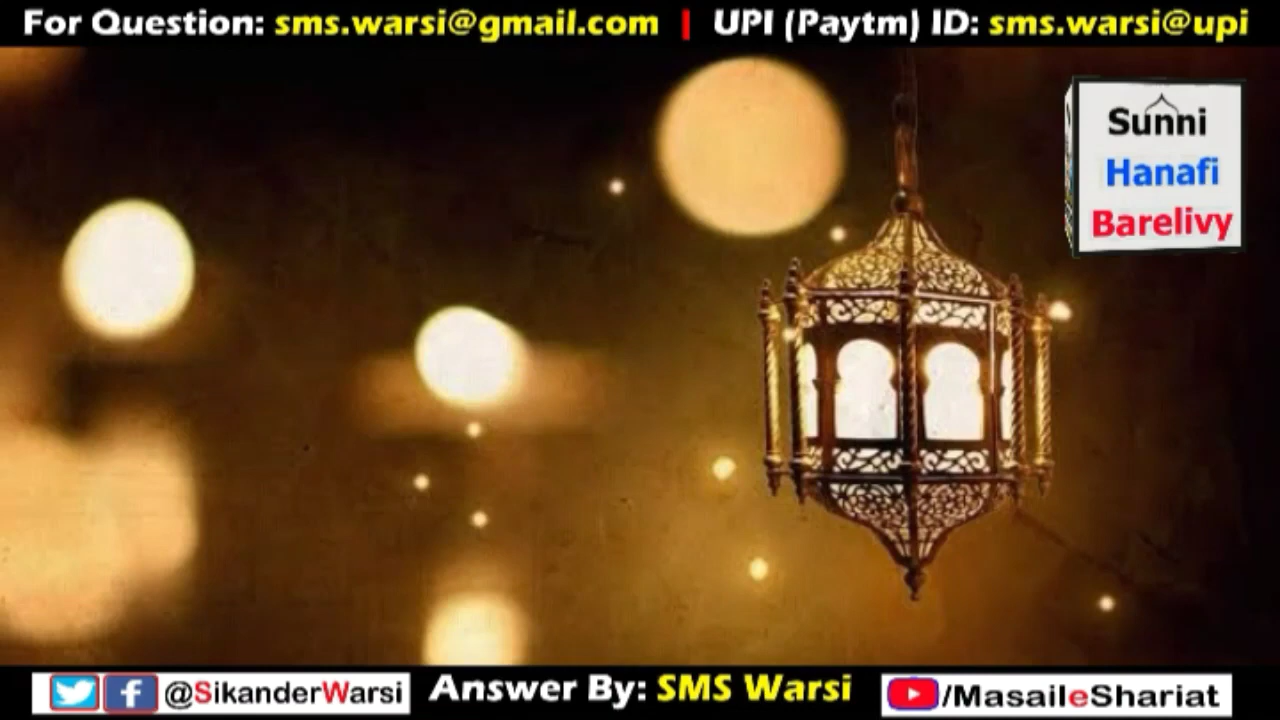 For Question: sms.warsi@gmail.com | UPI (Paytm) ID: sms.warsi@upi
Sunni
Hanafi
Barelivy
@SikanderWarsi
Answer By: SMS Warsi
/MasaileShariat